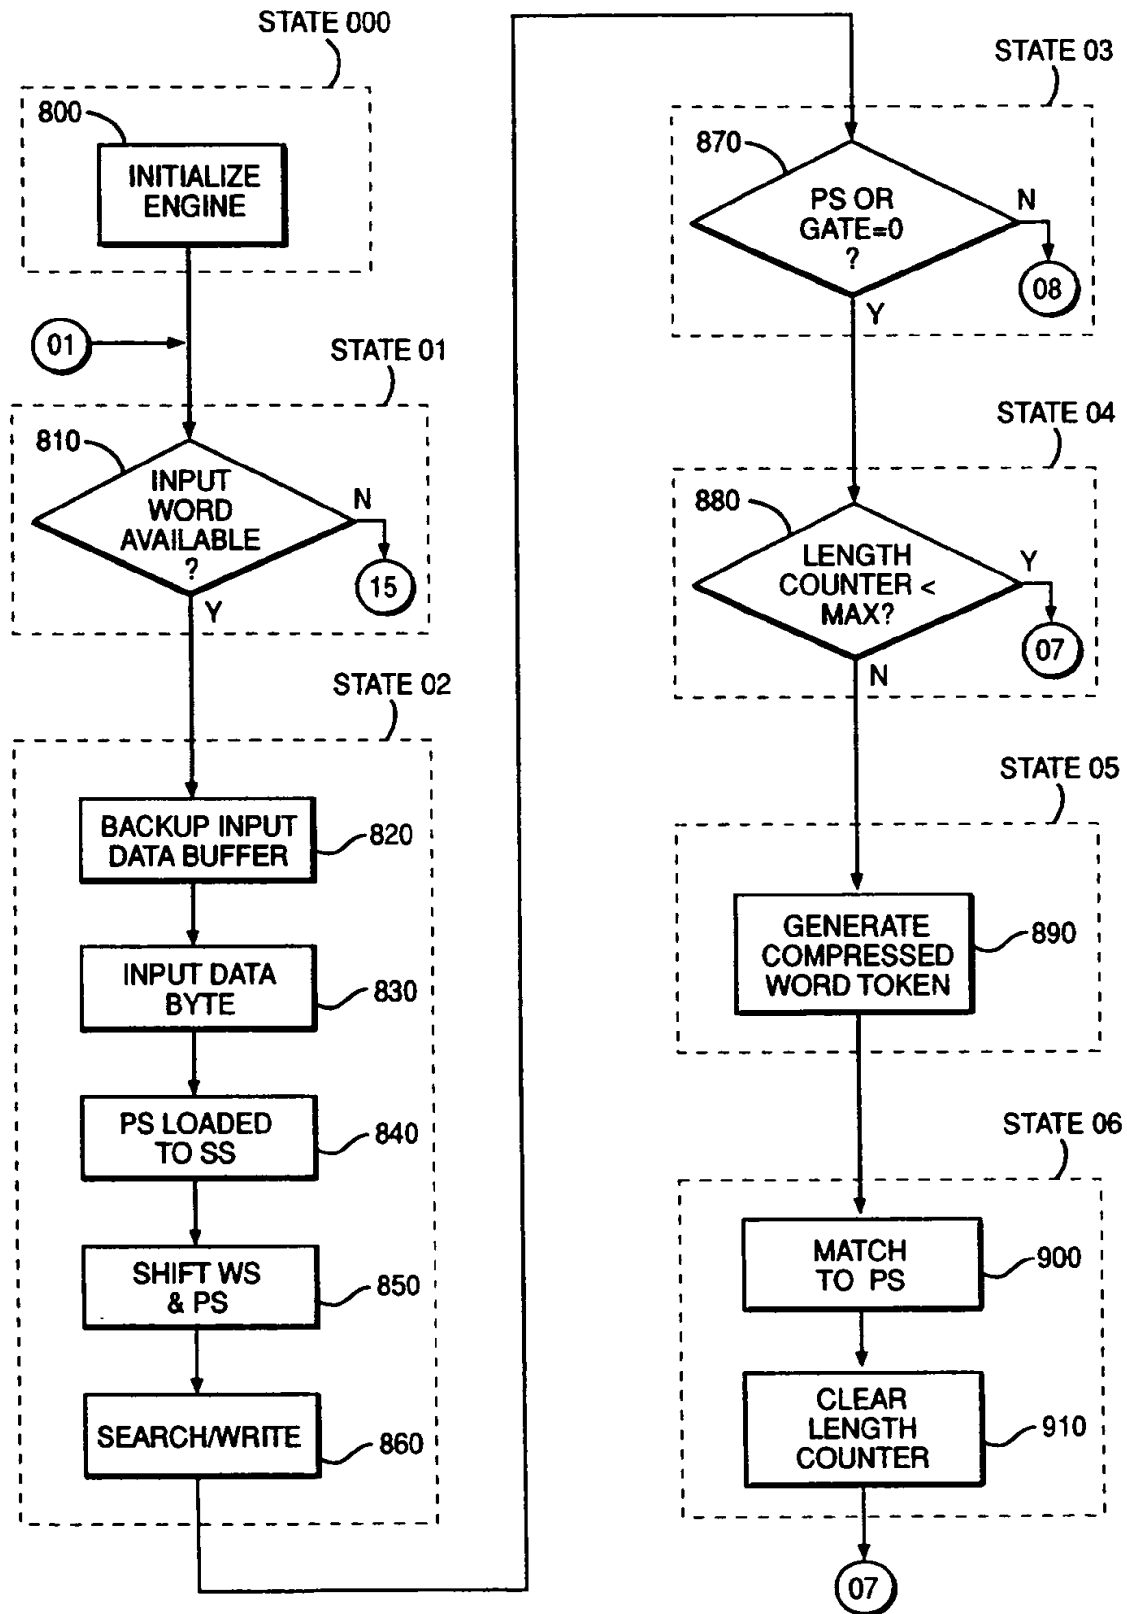 STATE 000
800
INITIALIZE
ENGINE
01
STATE 01
810
INPUT
WORD
AVAILABLE
?
N
15
Y
STATE 02
BACKUP INPUT
DATA BUFFER
820
INPUT DATA
BYTE
830
PS LOADED
TO SS
840
SHIFT WS
& PS
850
SEARCH/WRITE
860
STATE 03
870
PS OR
GATE=0
?
N
08
Y
STATE 04
880
LENGTH
COUNTER <
MAX?
Y
07
N
STATE 05
GENERATE
COMPRESSED
WORD TOKEN
890
STATE 06
MATCH
TO PS
900
CLEAR
LENGTH
COUNTER
910
07